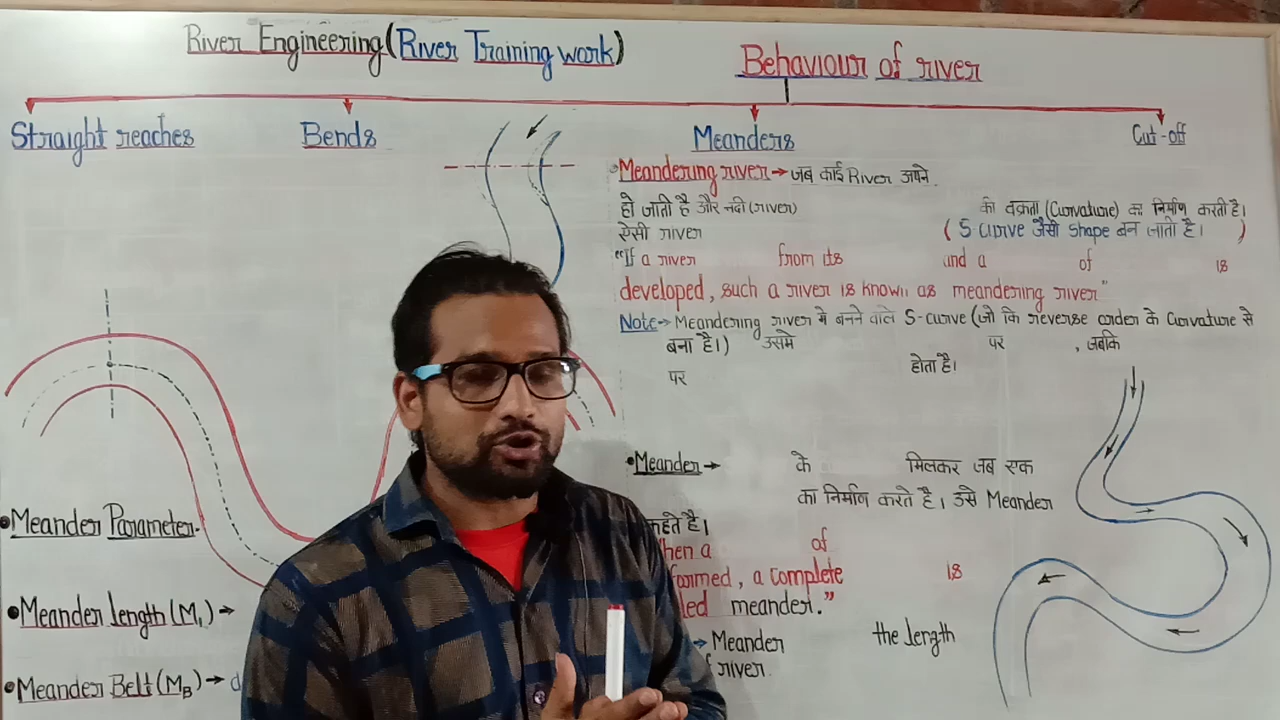 River Engineering (River Training work)
Behaviour of river
Straight reaches
Bends
Meanders
Cut-off
Meandering river → जब कोई River अपने
हो जाती है और नदी (river) की वक्रता (Curvature) का निर्माण करती है।
ऐसी river ( S curve जैसी shape बन जाती है। )
"If a river from its and a of is
developed, such a river is known as meandering river"
Note → Meandering river में बनने वाले S-curve (जो कि reverse order के Curvature से
बना है।) उसमे पर , जबकि
पर होता है।
• Meander → के मिलकर जब एक
का निर्माण करते है। उसे Meander
कहते है।
hen a of
formed, a complete is
led meander."
→ Meander the length
f river.
• Meander Parameter-
• Meander length (M
• Meander Belt (MB) → d